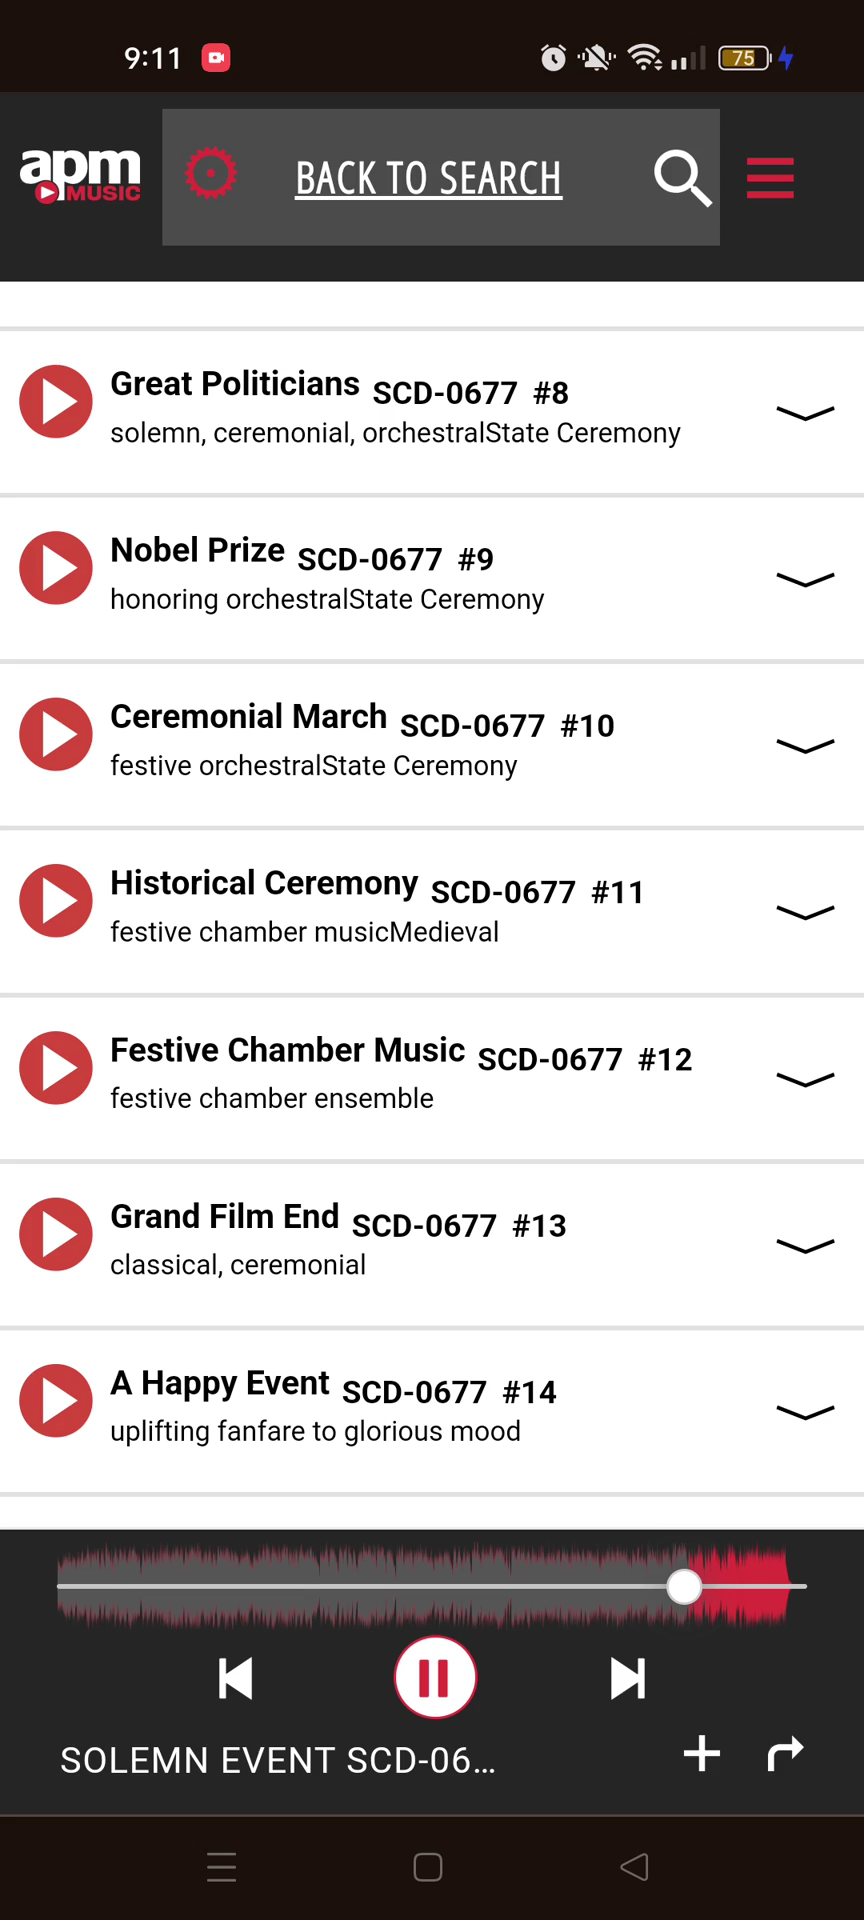 9:11
75
apm
MUSIC
BACK TO SEARCH
Great Politicians SCD-0677 #8
solemn, ceremonial, orchestralState Ceremony
Nobel Prize SCD-0677 #9
honoring orchestralState Ceremony
Ceremonial March SCD-0677 #10
festive orchestralState Ceremony
Historical Ceremony SCD-0677 #11
festive chamber musicMedieval
Festive Chamber Music SCD-0677 #12
festive chamber ensemble
Grand Film End SCD-0677 #13
classical, ceremonial
A Happy Event SCD-0677 #14
uplifting fanfare to glorious mood
SOLEMN EVENT SCD-06...